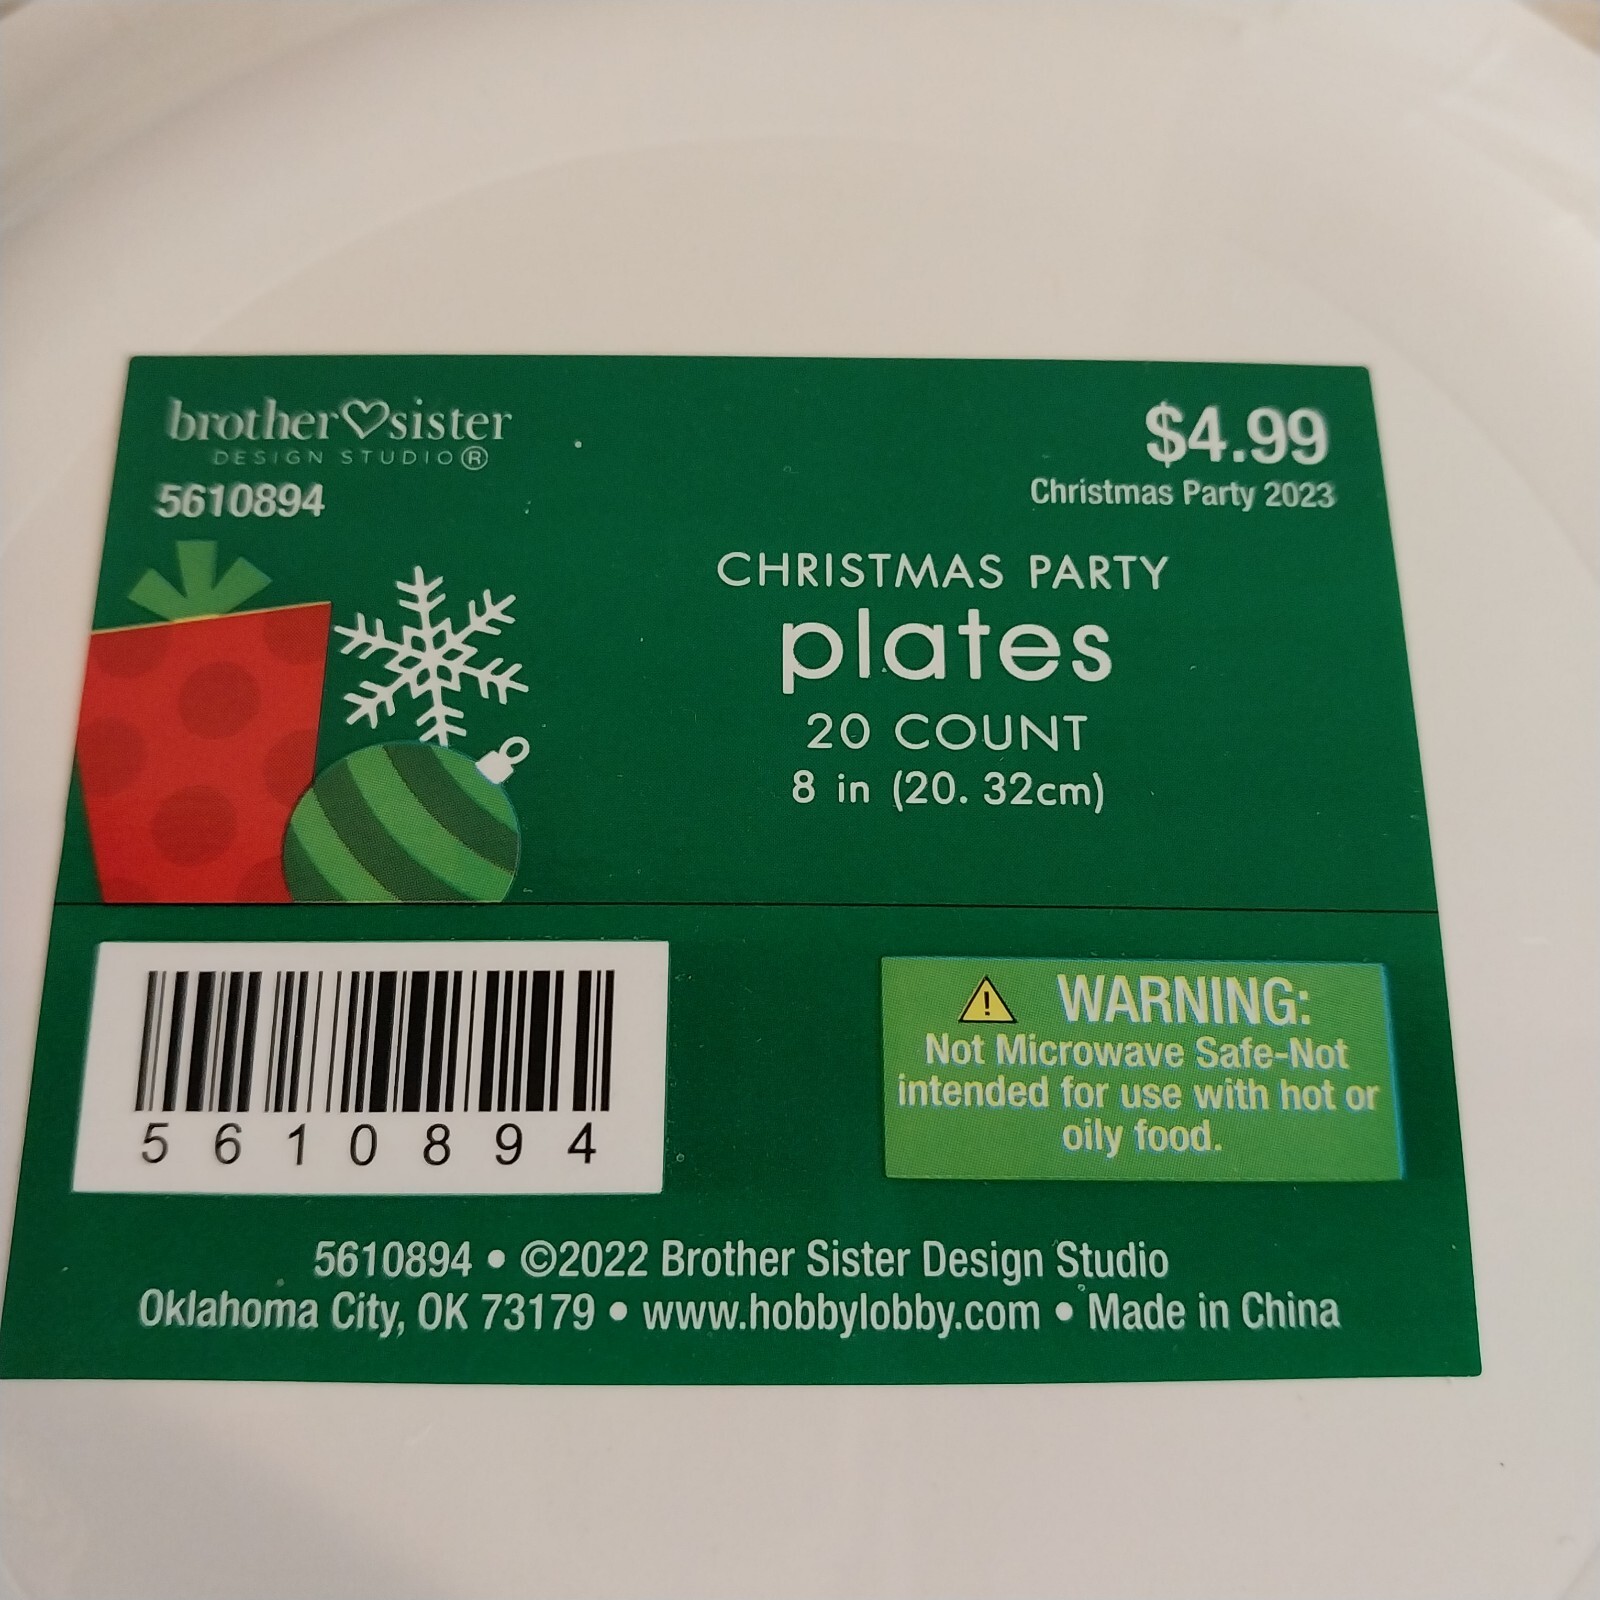 brother♡sister
DESIGN STUDIO®
5610894
$4.99
Christmas Party 2023
CHRISTMAS PARTY
plates
20 COUNT
8 in (20. 32cm)
5610894
WARNING:
Not Microwave Safe-Not
intended for use with hot or
oily food.
5610894 • ©2022 Brother Sister Design Studio
Oklahoma City, OK 73179 • www.hobbylobby.com • Made in China